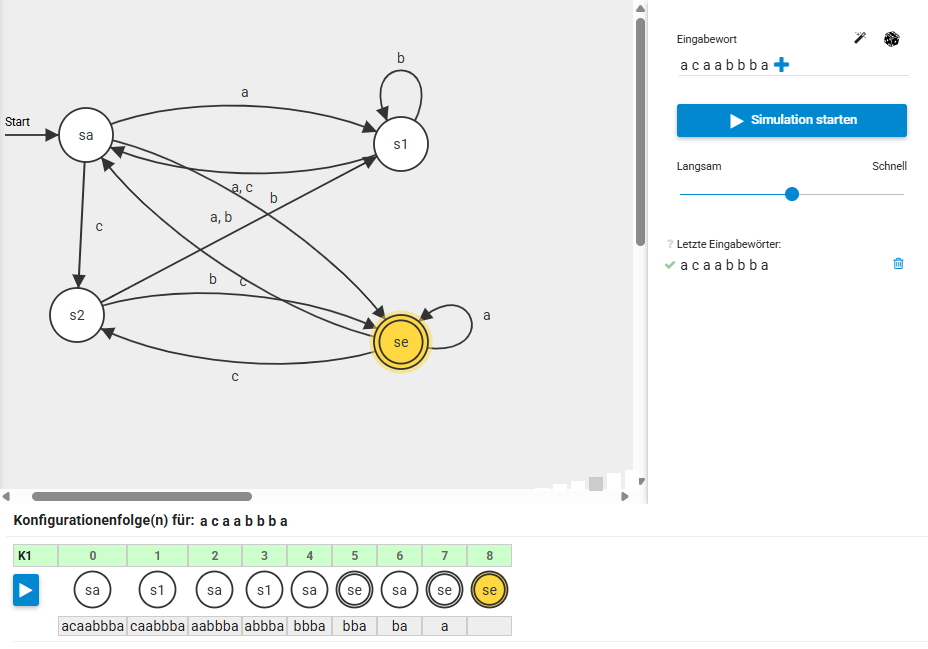 Start
sa
a
b
s1
a, c
b
a, b
c
s2
b
c
se
a
c
Eingabewort
a c a a b b b a
Simulation starten
Langsam
Schnell
? Letzte Eingabewörter:
a c a a b b b a
Konfigurationenfolge(n) für: a c a a b b b a
K1 0 1 2 3 4 5 6 7 8
sa s1 sa s1 sa se sa se se
acaabbba caabbba aabbba abbba bbba bba ba a